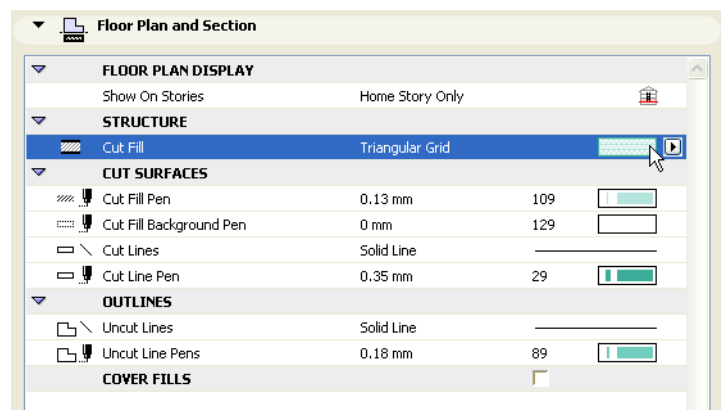 Floor Plan and Section
FLOOR PLAN DISPLAY
Show On Stories Home Story Only
STRUCTURE
Cut Fill Triangular Grid
CUT SURFACES
Cut Fill Pen 0.13 mm 109
Cut Fill Background Pen 0 mm 129
Cut Lines Solid Line
Cut Line Pen 0.35 mm 29
OUTLINES
Uncut Lines Solid Line
Uncut Line Pens 0.18 mm 89
COVER FILLS